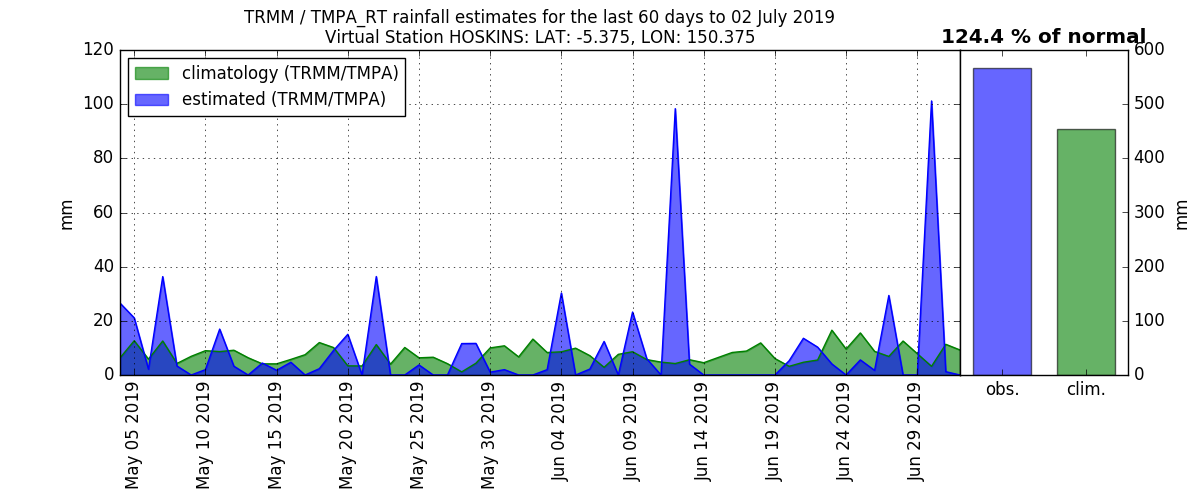 TRMM / TMPA_RT rainfall estimates for the last 60 days to 02 July 2019
Virtual Station HOSKINS: LAT: -5.375, LON: 150.375
124.4 % of normal
climatology (TRMM/TMPA)
estimated (TRMM/TMPA)
mm
120
100
80
60
40
20
0
May 05 2019
May 10 2019
May 15 2019
May 20 2019
May 25 2019
May 30 2019
Jun 04 2019
Jun 09 2019
Jun 14 2019
Jun 19 2019
Jun 24 2019
Jun 29 2019
obs.
clim.
600
500
400
300
200
100
0
mm